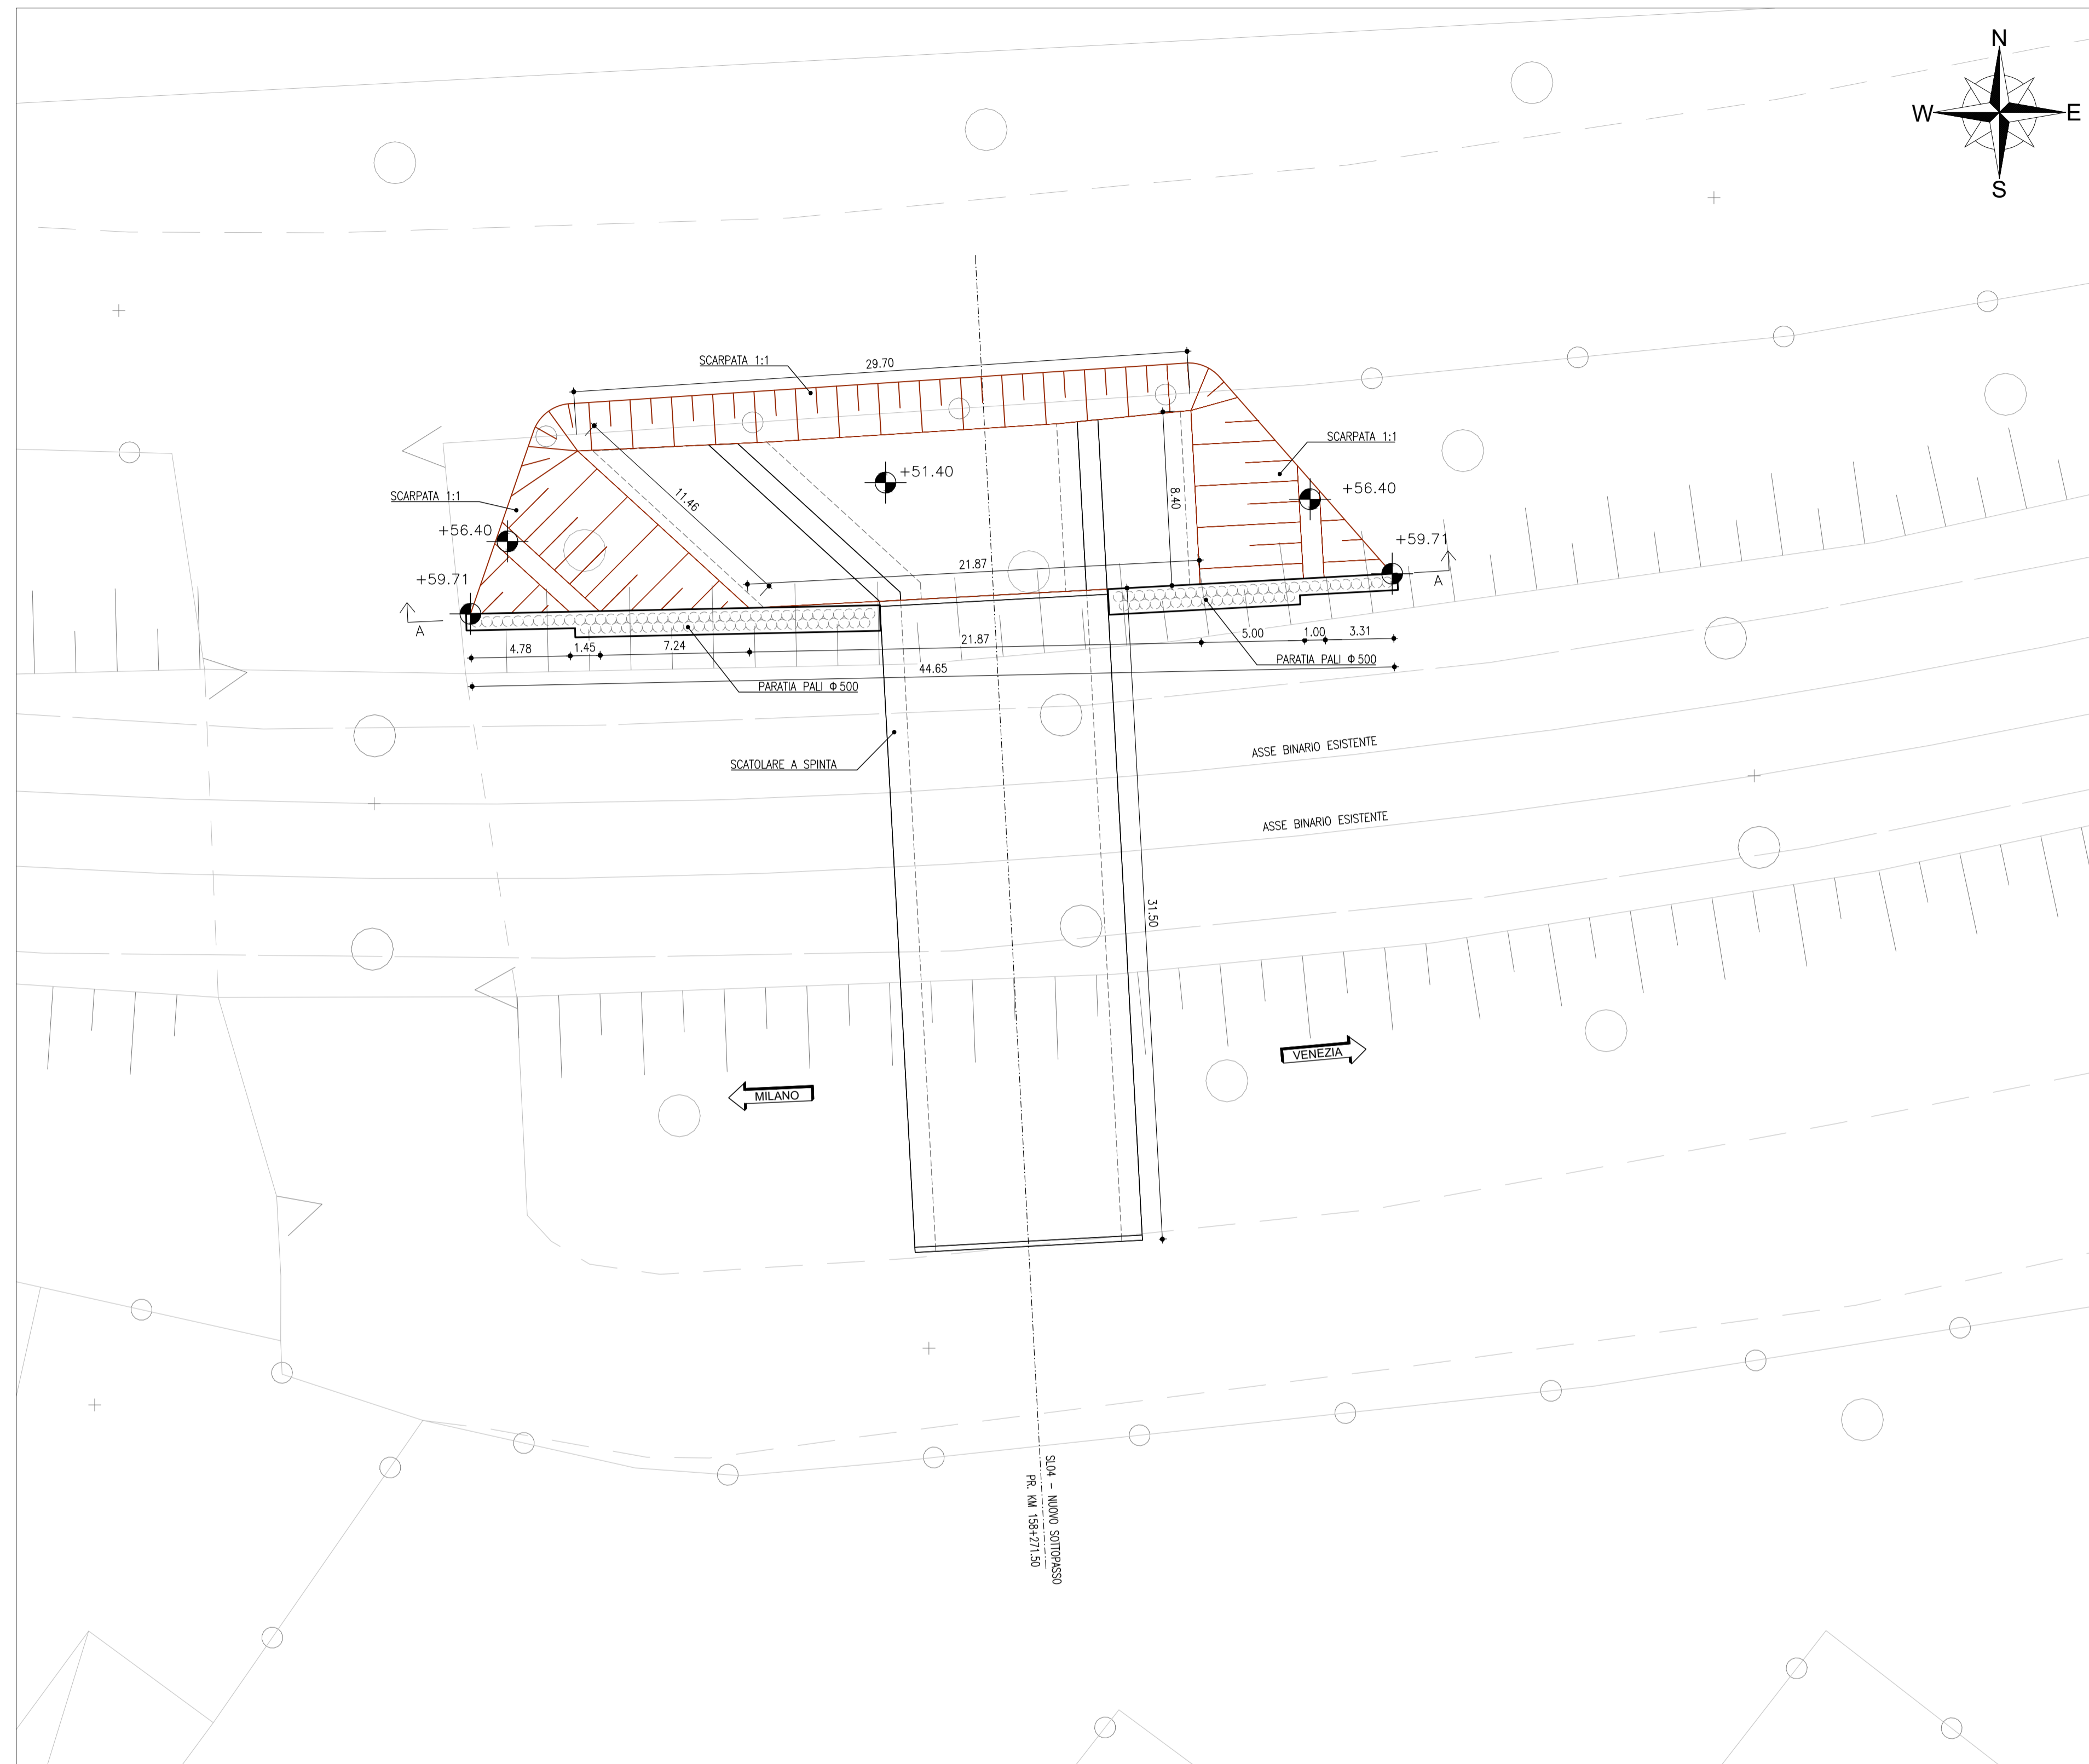 N
W E
S
SCARPATA 1:1
29.70
SCARPATA 1:1
+51.40
+56.40
SCARPATA 1:1
11.46
8.40
+56.40
+59.71
21.87
+59.71
A
A
4.78
1.45
7.24
21.87
5.00
1.00
3.31
44.65
PARATIA PALI Φ500
PARATIA PALI Φ500
SCATOLARE A SPINTA
ASSE BINARIO ESISTENTE
ASSE BINARIO ESISTENTE
31.50
VENEZIA
MILANO
SL04 - NUOVO SOTTOPASSO
PR. KM 158+271.50